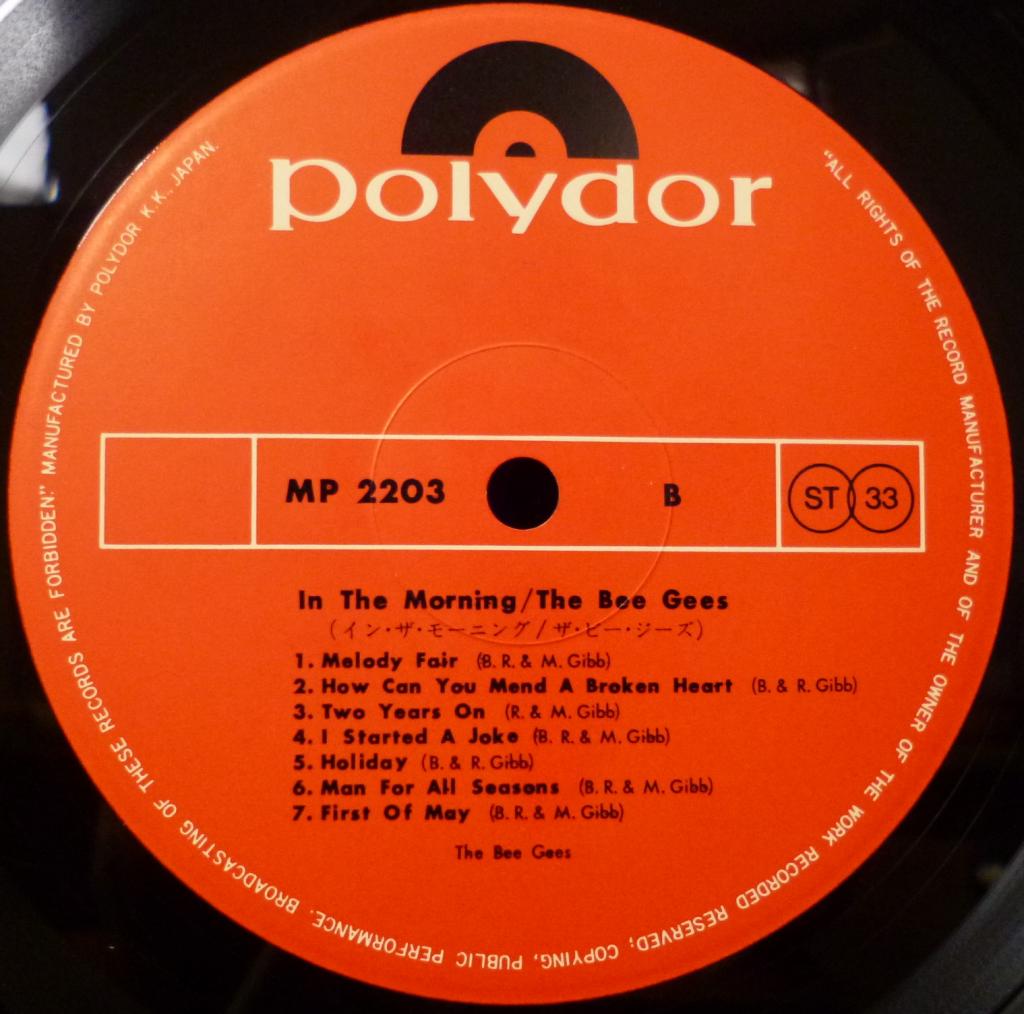 polydor
"ALL RIGHTS OF THE RECORD MANUFACTURER AND OF THE OWNER OF THE WORK RECORDED RESERVED; COPYING, PUBLIC PERFORMANCE, BROADCASTING OF THESE RECORDS ARE FORBIDDEN." MANUFACTURED BY POLYDOR K.K., JAPAN.
MP 2203 B ST 33
In The Morning/The Bee Gees
(イン・ザ・モーニング/ザ・ビー・ジーズ)
1. Melody Fair (B. R. & M. Gibb)
2. How Can You Mend A Broken Heart (B. & R. Gibb)
3. Two Years On (R. & M. Gibb)
4. I Started A Joke (B. R. & M. Gibb)
5. Holiday (B. & R. Gibb)
6. Man For All Seasons (B. R. & M. Gibb)
7. First Of May (B. R. & M. Gibb)
The Bee Gees